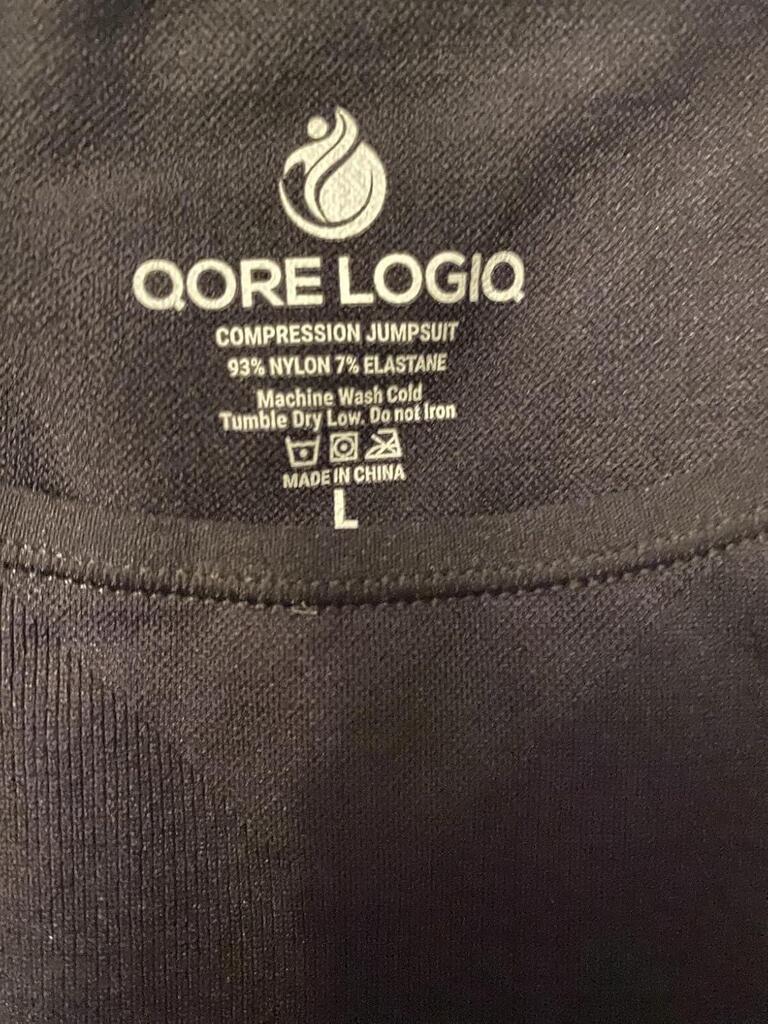 QORE LOGIQ
COMPRESSION JUMPSUIT
93% NYLON 7% ELASTANE
Machine Wash Cold
Tumble Dry Low. Do not Iron
MADE IN CHINA
L